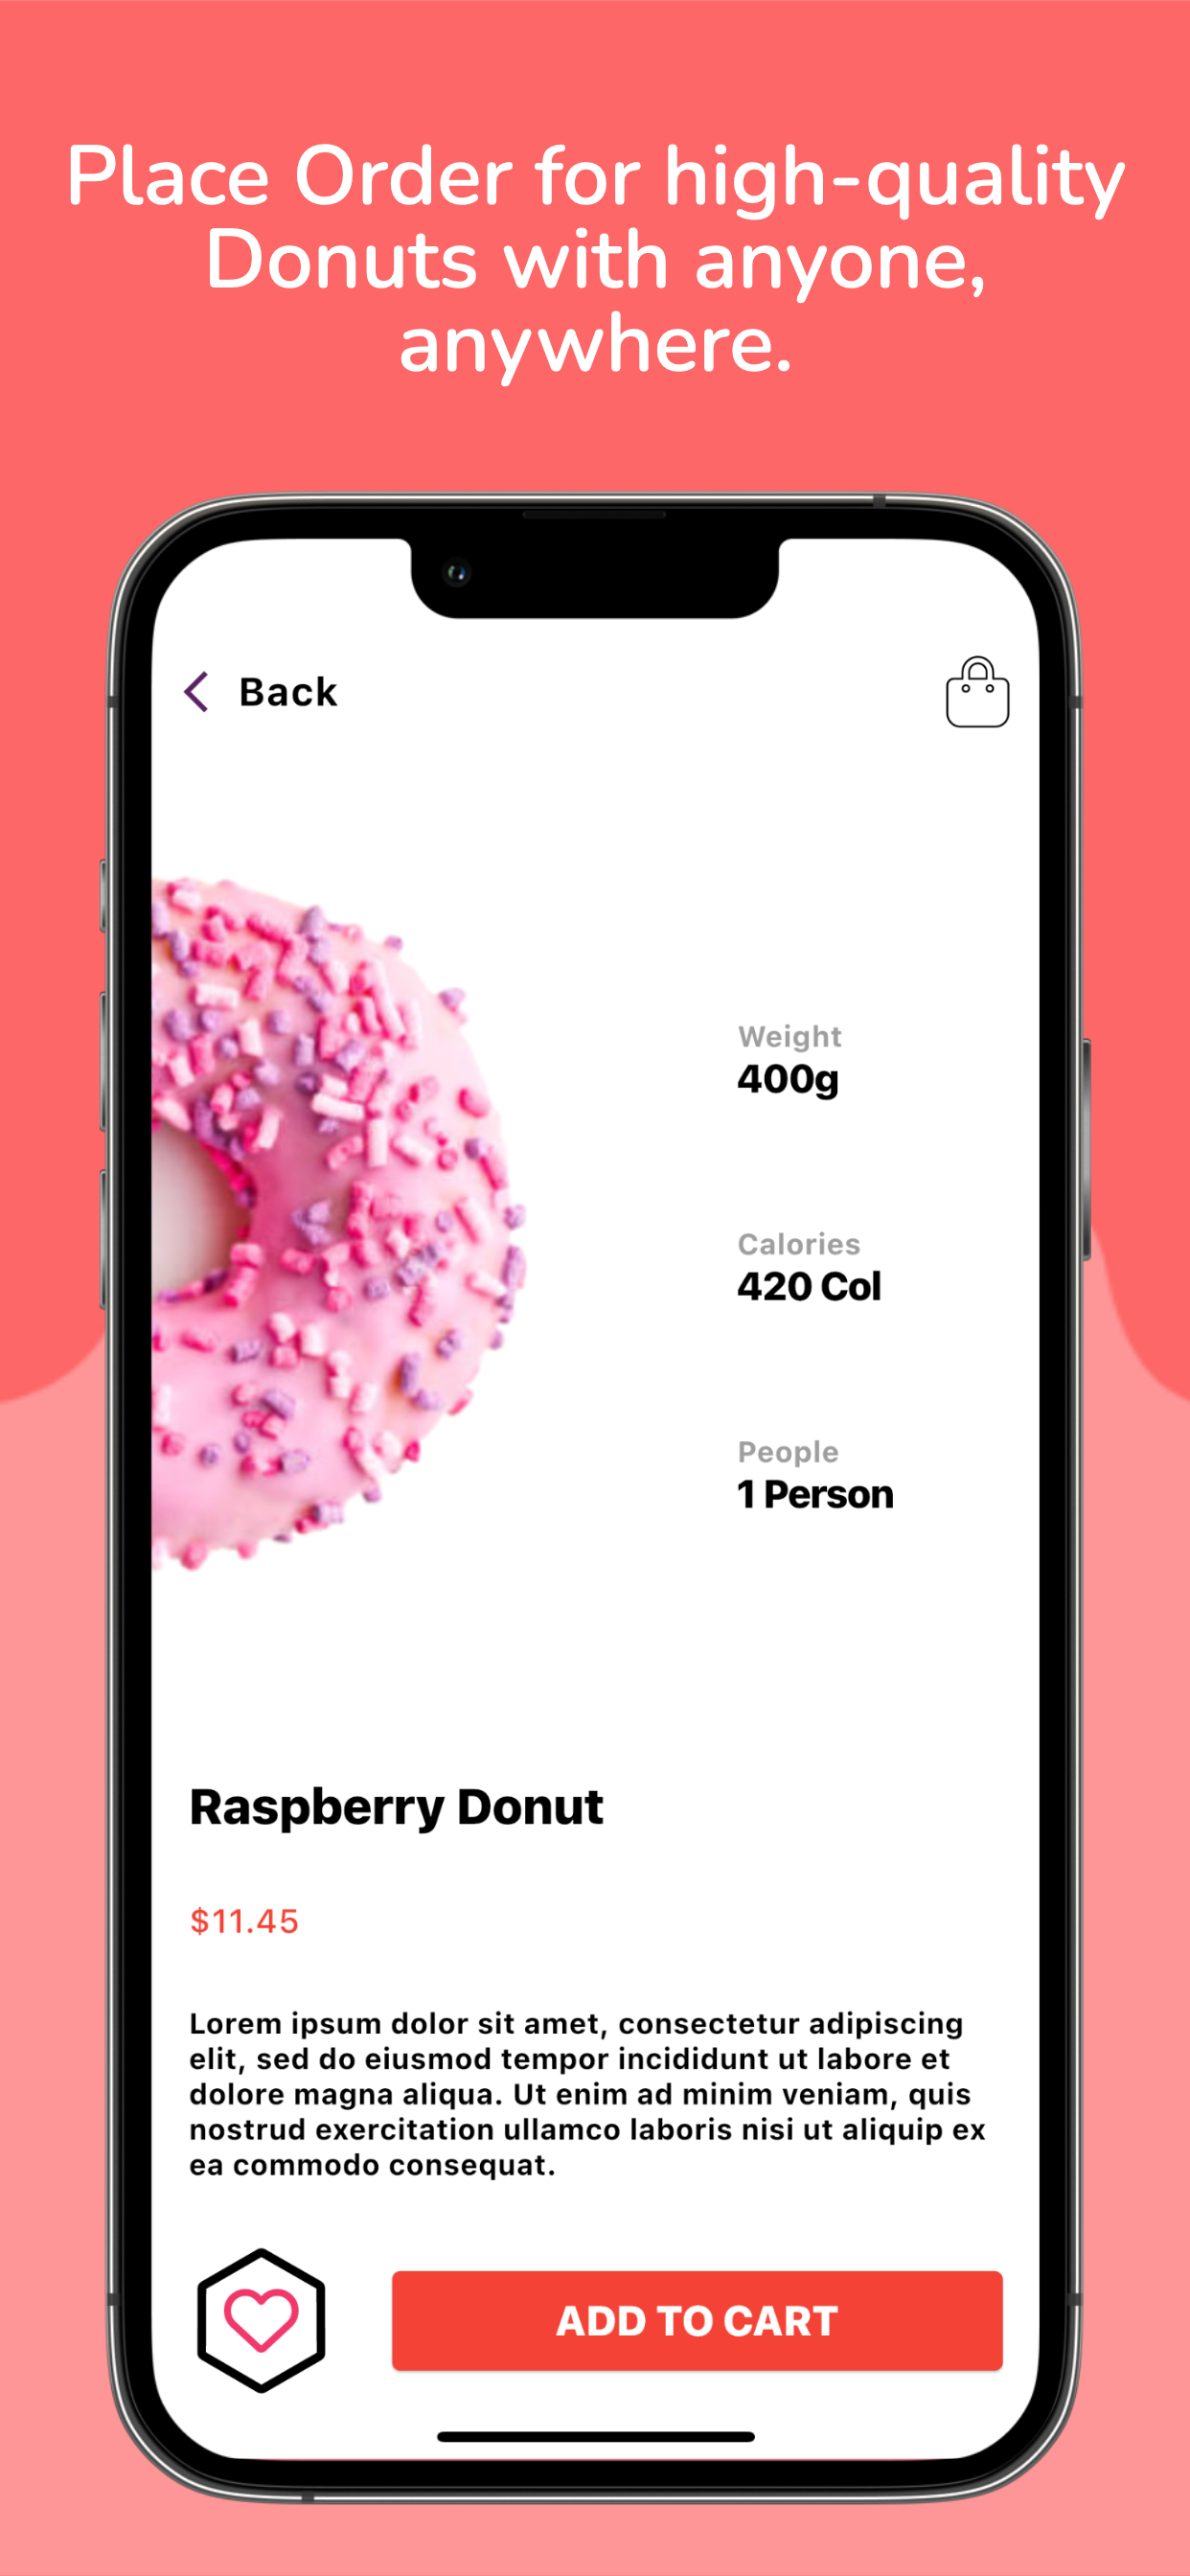 Place Order for high-quality
Donuts with anyone,
anywhere.
Back
Weight
400g
Calories
420 Col
People
1 Person
Raspberry Donut
$11.45
Lorem ipsum dolor sit amet, consectetur adipiscing
elit, sed do eiusmod tempor incididunt ut labore et
dolore magna aliqua. Ut enim ad minim veniam, quis
nostrud exercitation ullamco laboris nisi ut aliquip ex
ea commodo consequat.
ADD TO CART